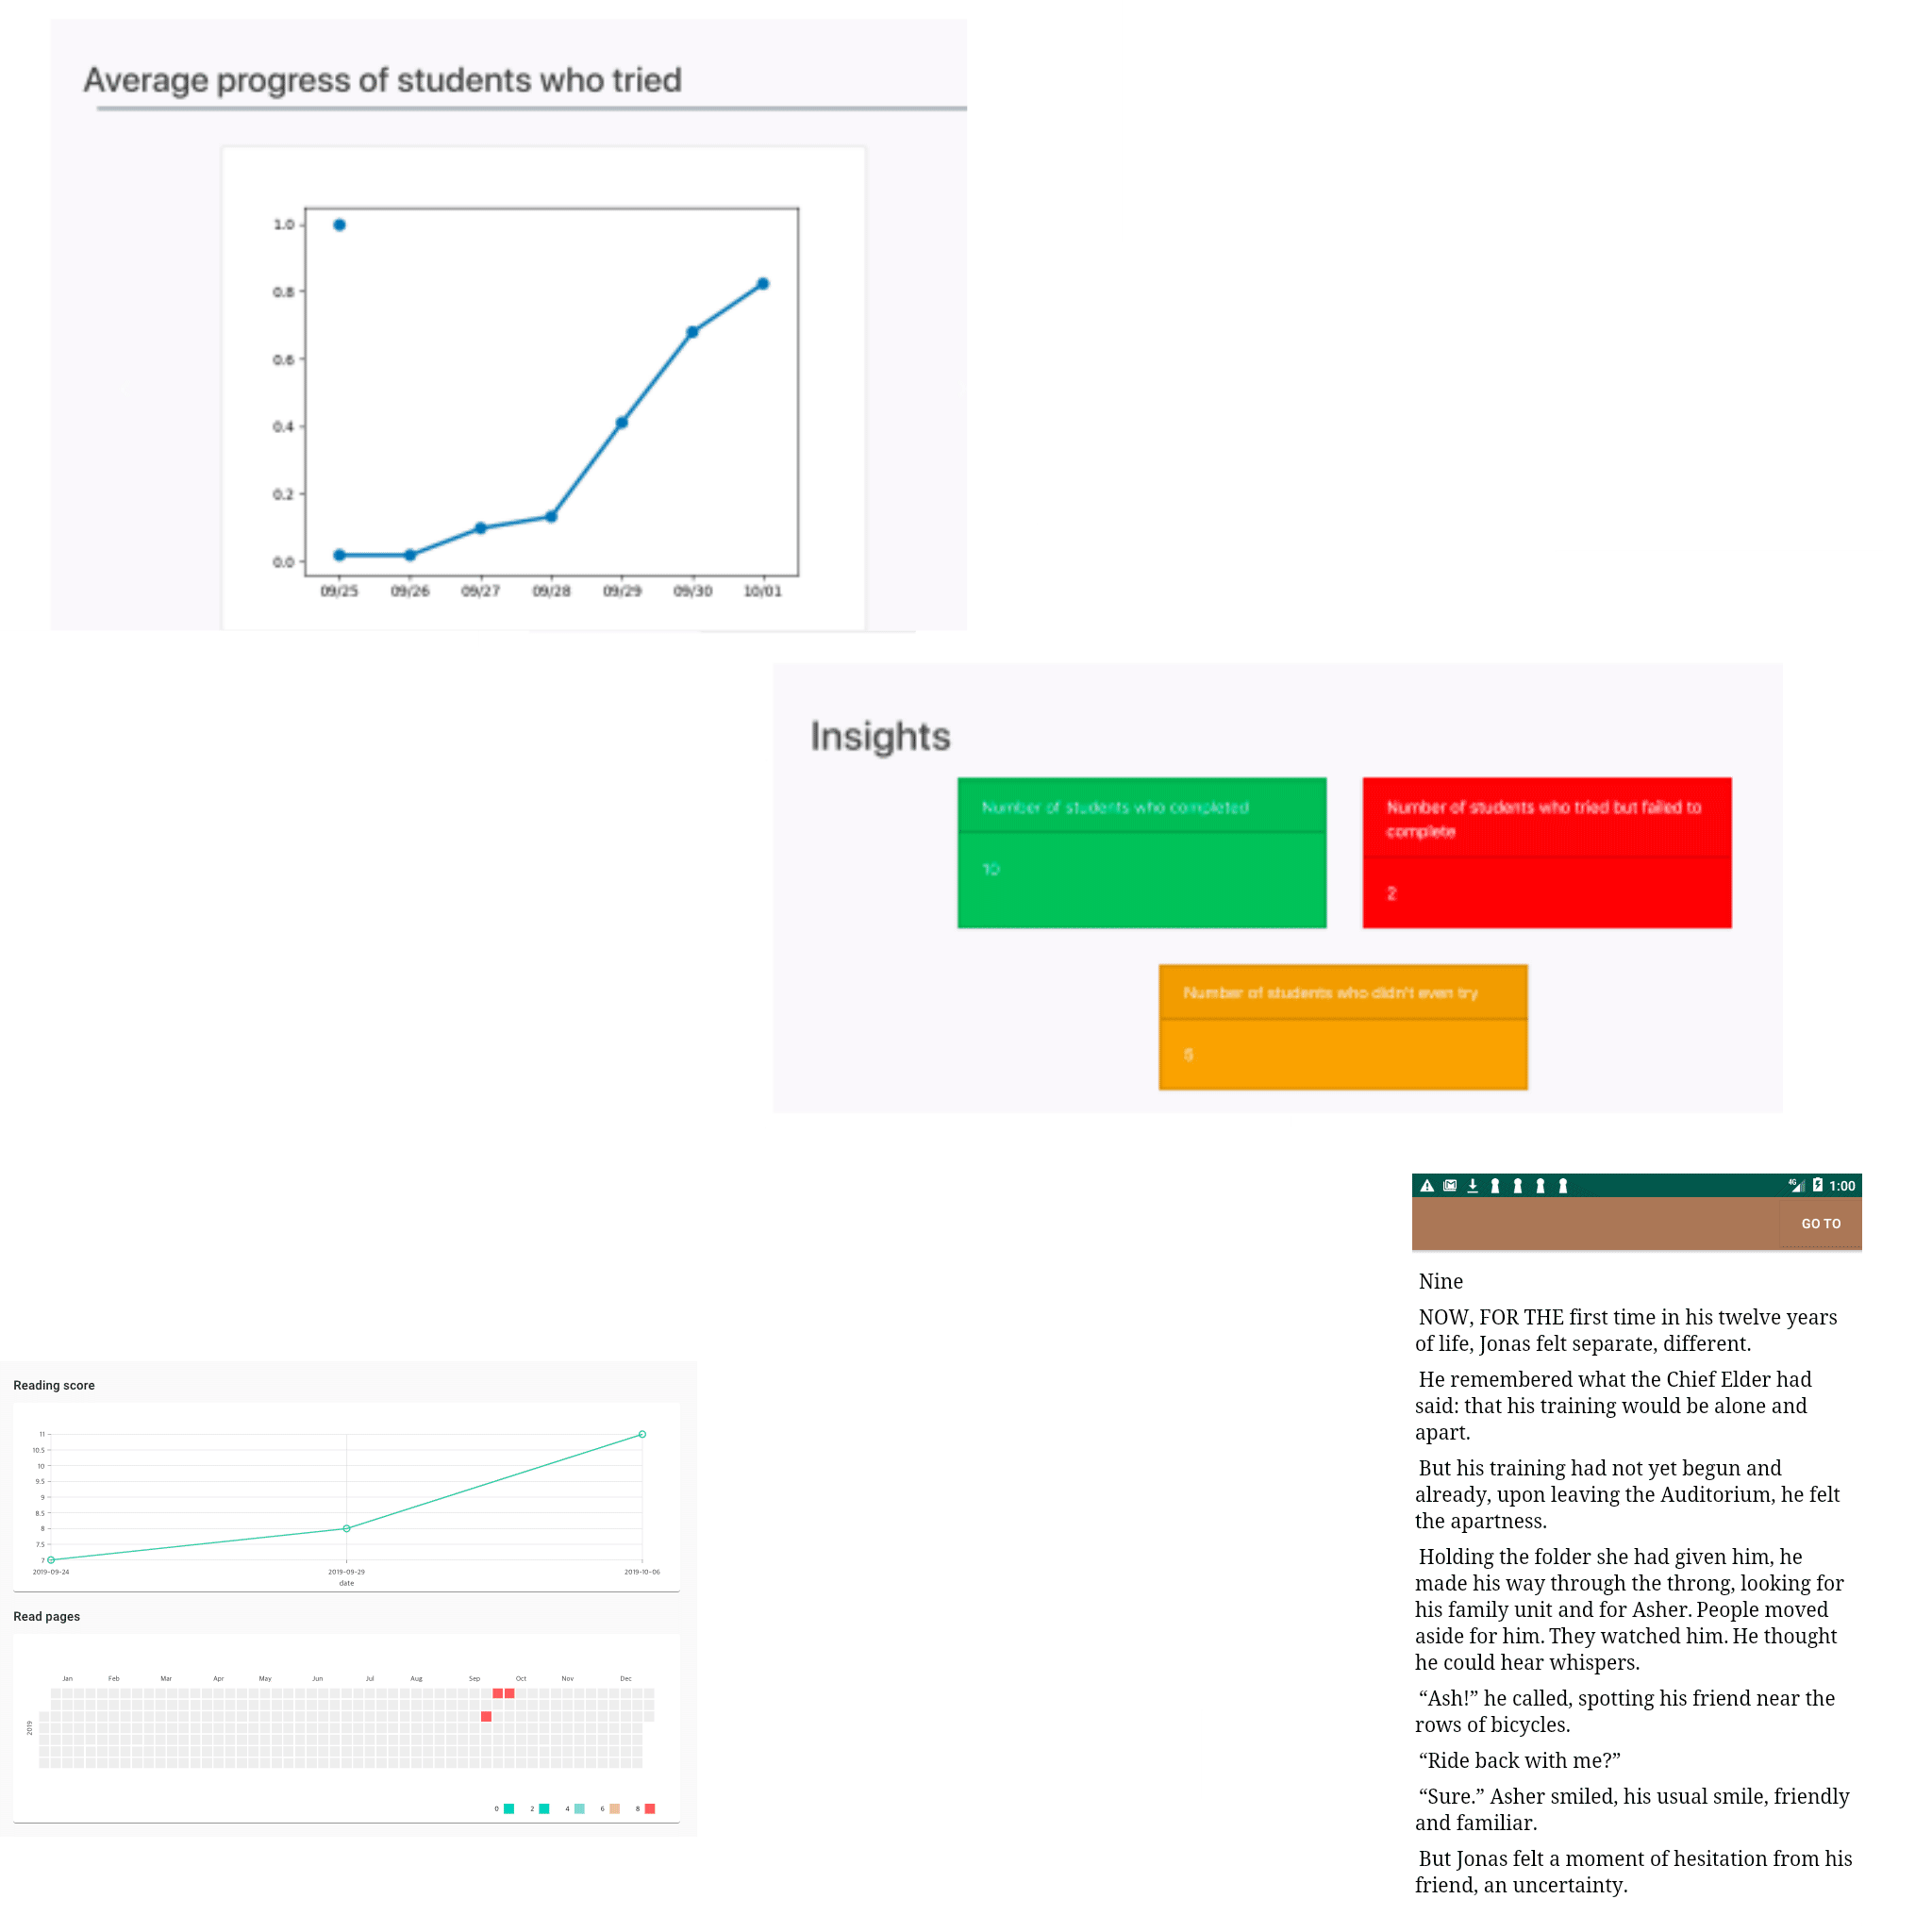 Average progress of students who tried
1.0
0.8
0.6
0.4
0.2
0.0
09/25 09/26 09/27 09/28 09/29 09/30 10/01
Insights
Number of students who completed
10
Number of students who tried but failed to
complete
2
Number of students who didn't even try
5
Reading score
11
10.5
10
9.5
9
8.5
8
7.5
7
2019-09-24 2019-09-29 2019-10-06
date
Read pages
Jan Feb Mar Apr May Jun Jul Aug Sep Oct Nov Dec
2019
0 2 4 6 8
4G 1:00
GO TO
Nine
NOW, FOR THE first time in his twelve years
of life, Jonas felt separate, different.
He remembered what the Chief Elder had
said: that his training would be alone and
apart.
But his training had not yet begun and
already, upon leaving the Auditorium, he felt
the apartness.
Holding the folder she had given him, he
made his way through the throng, looking for
his family unit and for Asher. People moved
aside for him. They watched him. He thought
he could hear whispers.
“Ash!” he called, spotting his friend near the
rows of bicycles.
“Ride back with me?”
“Sure.” Asher smiled, his usual smile, friendly
and familiar.
But Jonas felt a moment of hesitation from his
friend, an uncertainty.